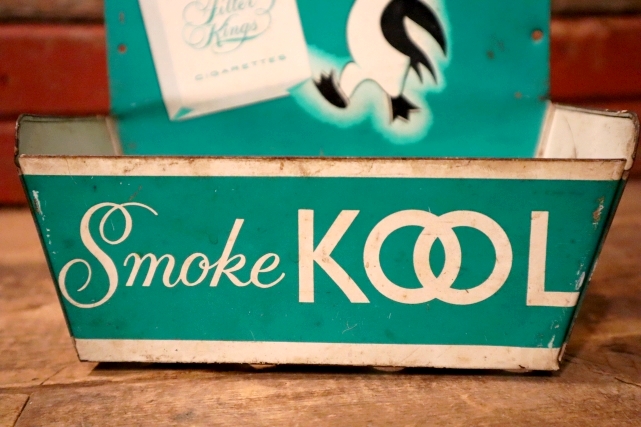 Filter
Kings
CIGARETTES
Smoke KOOL